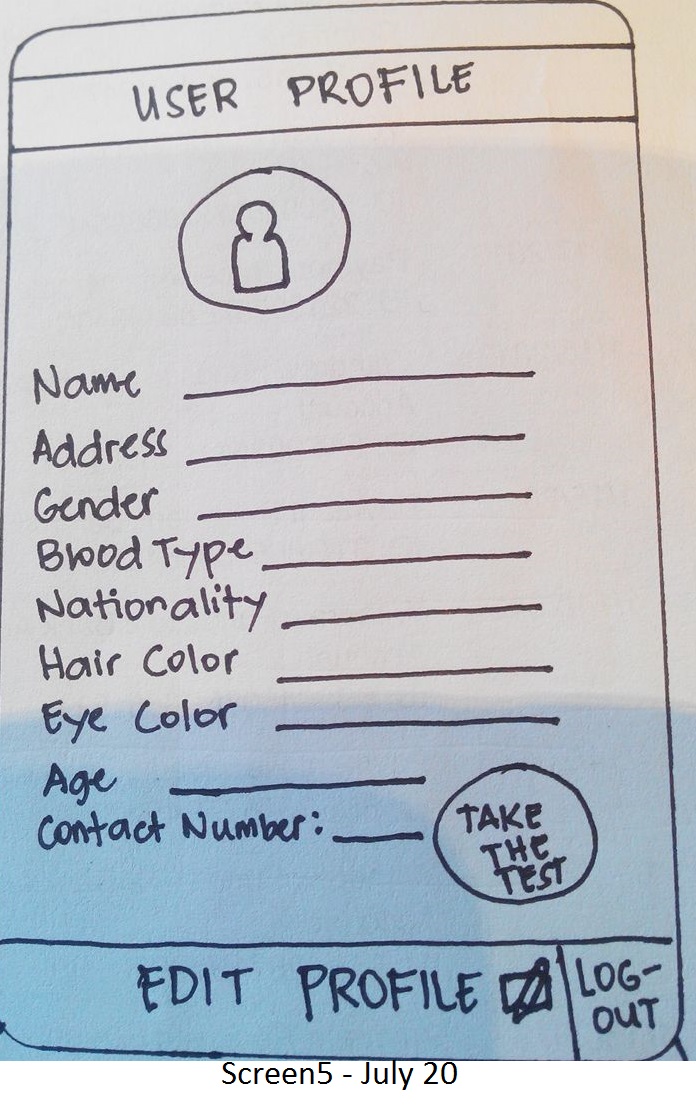 USER PROFILE
Name
Address
Gender
Blood Type
Nationality
Hair Color
Eye Color
Age
Contact Number:
TAKE
THE
TEST
EDIT PROFILE
LOG-
OUT
Screen5 - July 20